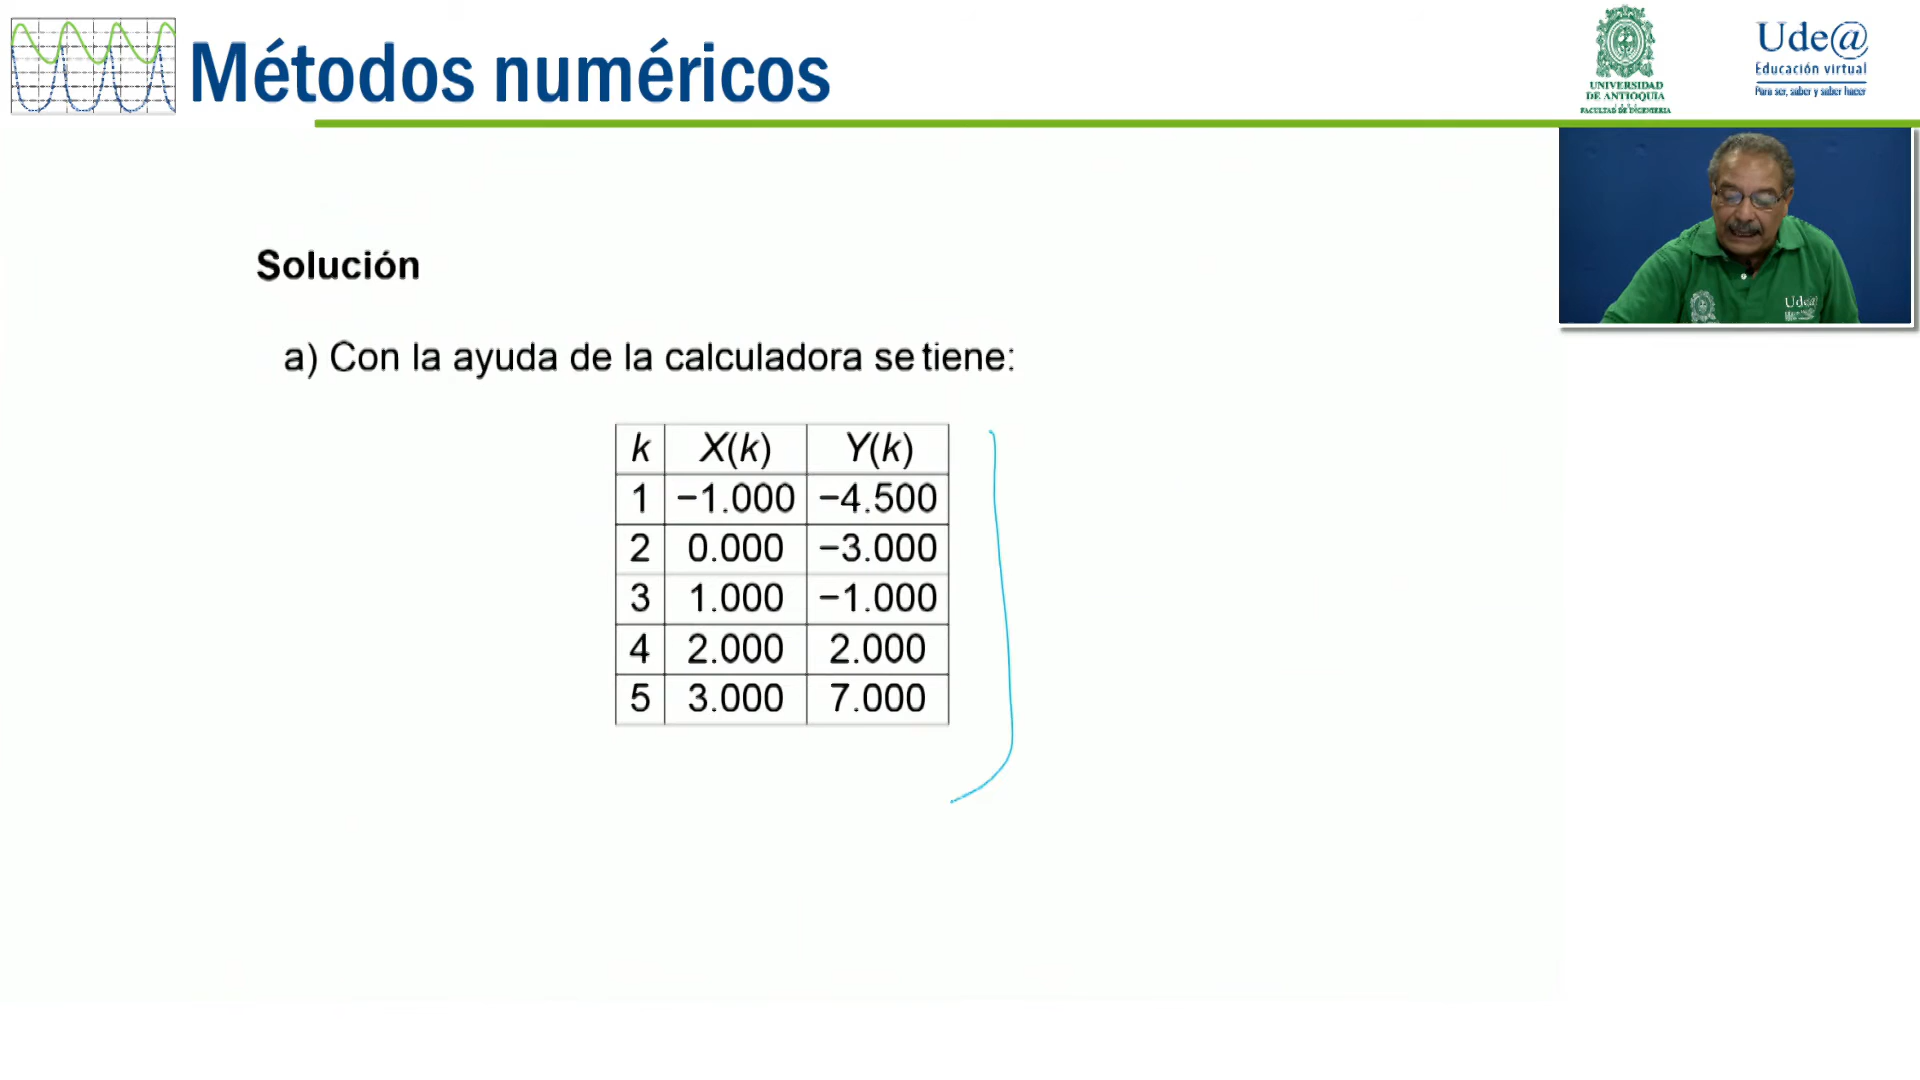 Métodos numéricos
UNIVERSIDAD
DE ANTIOQUIA
FACULTAD DE INGENIERIA
Ude@
Educación virtual
Para ser, saber y saber hacer
Ude@
Solución
a) Con la ayuda de la calculadora se tiene:
k X(k) Y(k)
1 −1.000 −4.500
2 0.000 −3.000
3 1.000 −1.000
4 2.000 2.000
5 3.000 7.000